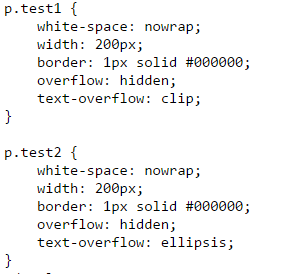 p.test1 {
    white-space: nowrap;
    width: 200px;
    border: 1px solid #000000;
    overflow: hidden;
    text-overflow: clip;
}

p.test2 {
    white-space: nowrap;
    width: 200px;
    border: 1px solid #000000;
    overflow: hidden;
    text-overflow: ellipsis;
}